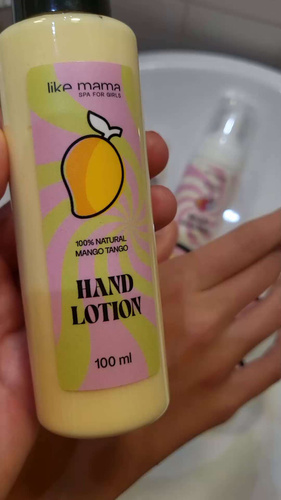 like mama
SPA FOR GIRLS
100% NATURAL
MANGO TANGO
HAND
LOTION
100 ml